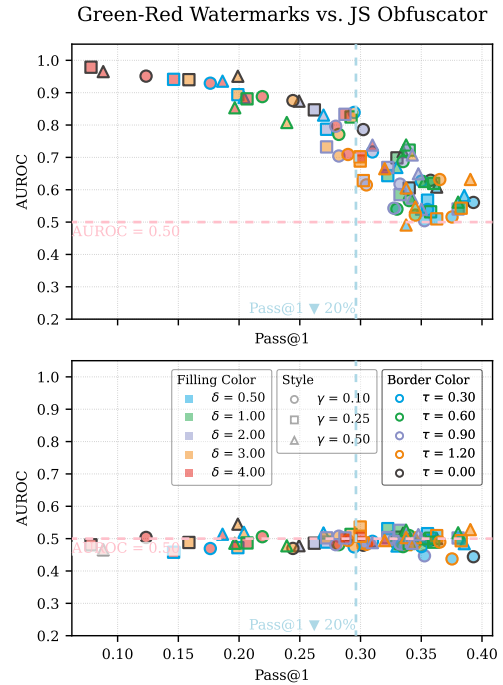 Green-Red Watermarks vs. JS Obfuscator
1.0
0.9
0.8
0.7
0.6
0.5
0.4
0.3
0.2
AUROC
AUROC = 0.50
Pass@1 ▼ 20%
Pass@1
1.0
0.9
0.8
0.7
0.6
0.5
0.4
0.3
0.2
AUROC
Filling Color
δ = 0.50
δ = 1.00
δ = 2.00
δ = 3.00
δ = 4.00
Style
γ = 0.10
γ = 0.25
γ = 0.50
Border Color
τ = 0.30
τ = 0.60
τ = 0.90
τ = 1.20
τ = 0.00
AUROC = 0.50
Pass@1 ▼ 20%
0.10 0.15 0.20 0.25 0.30 0.35 0.40
Pass@1